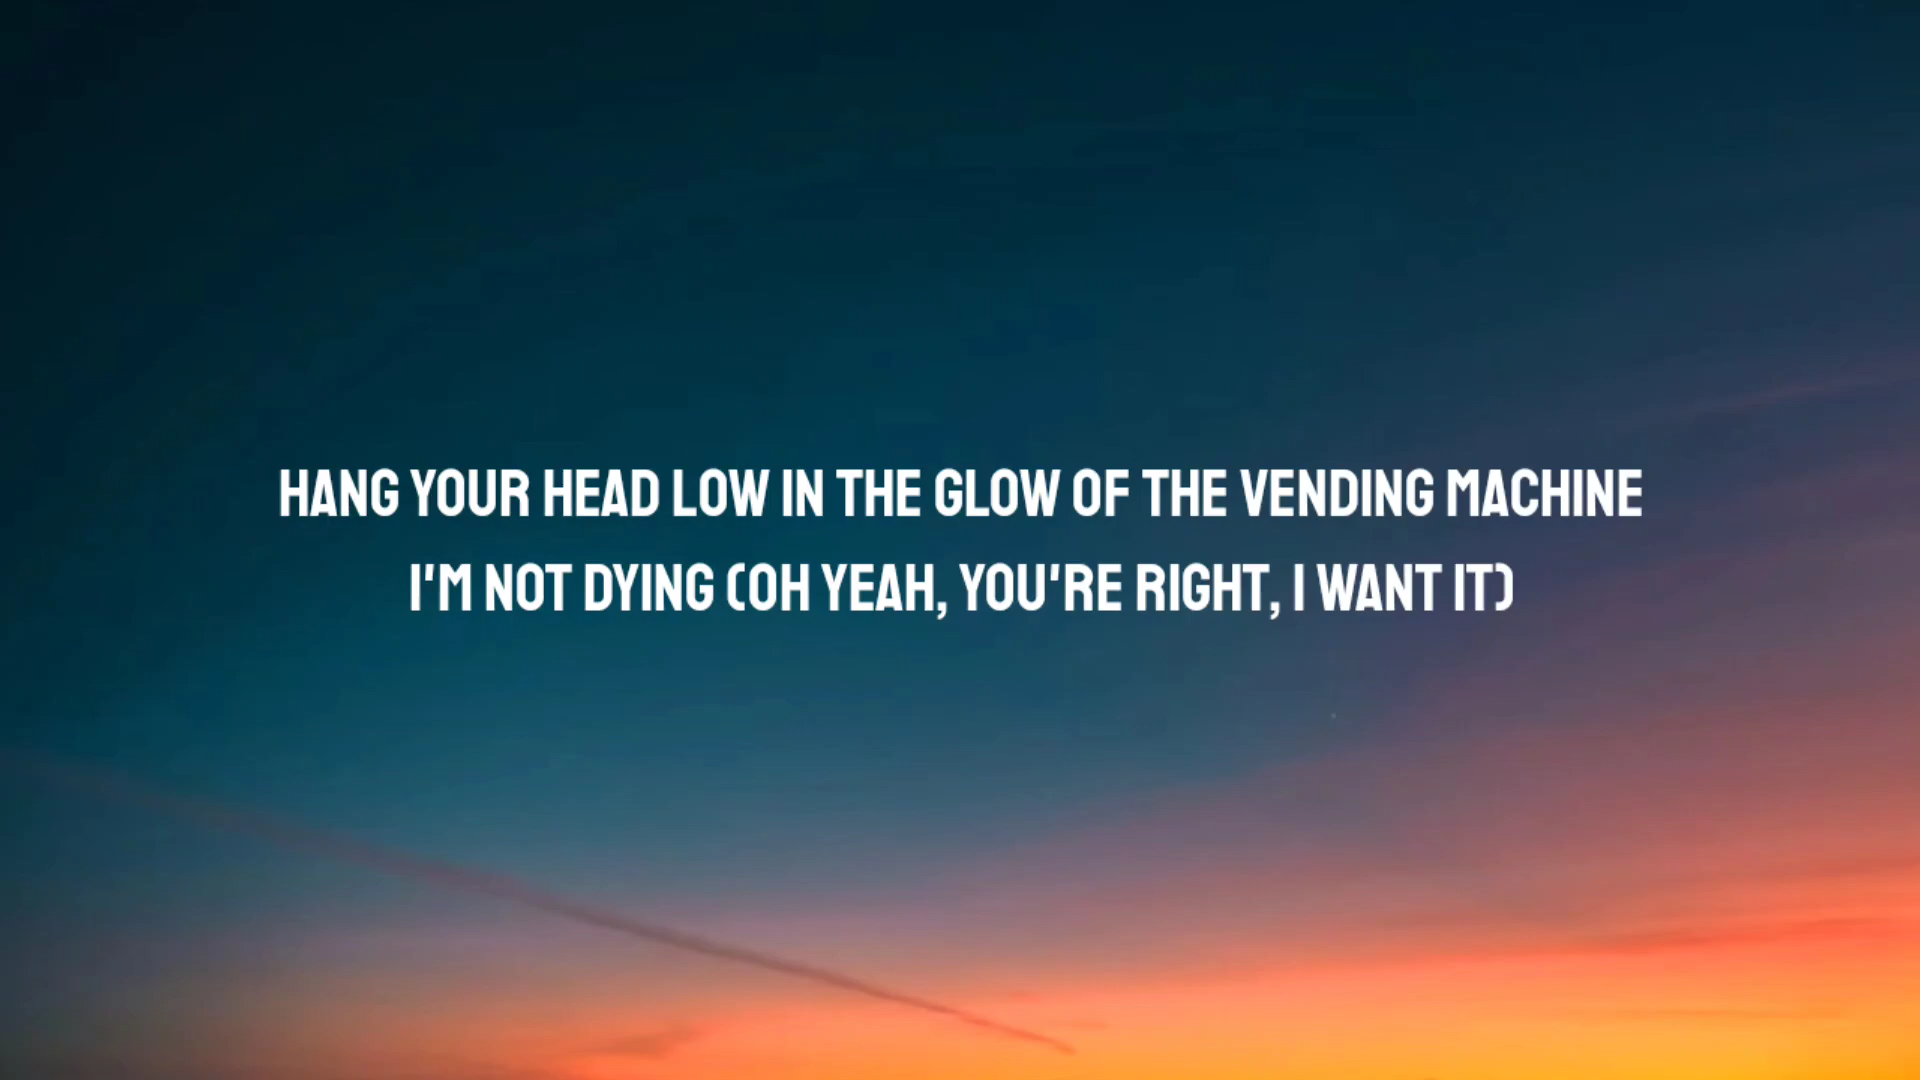 HANG YOUR HEAD LOW IN THE GLOW OF THE VENDING MACHINE
I'M NOT DYING (OH YEAH, YOU'RE RIGHT, I WANT IT)